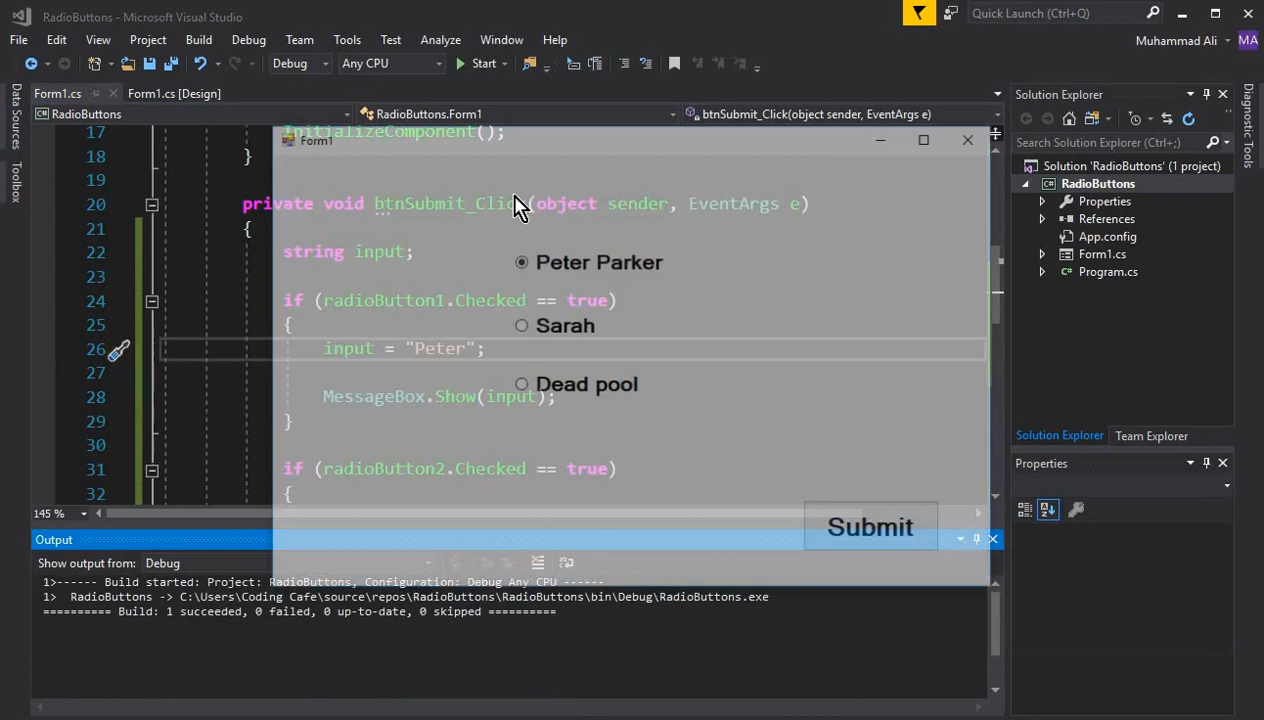 RadioButtons - Microsoft Visual Studio
Quick Launch (Ctrl+Q)
File Edit View Project Build Debug Team Tools Test Analyze Window Help
Muhammad Ali MA
Debug Any CPU Start
Form1.cs Form1.cs [Design]
RadioButtons RadioButtons.Form1 btnSubmit_Click(object sender, EventArgs e)
Data Sources
Toolbox
17 InitializeComponent();
Form1
18 }
19
20 private void btnSubmit_Click(object sender, EventArgs e)
21 {
22 string input;
Peter Parker
23
24 if (radioButton1.Checked == true)
25 {
Sarah
26 input = "Peter";
27
Dead pool
28 MessageBox.Show(input);
29 }
30
31 if (radioButton2.Checked == true)
32 {
145 %
Submit
Output
Show output from: Debug
1>------ Build started: Project: RadioButtons, Configuration: Debug Any CPU ------
1> RadioButtons -> C:\Users\Coding Cafe\source\repos\RadioButtons\RadioButtons\bin\Debug\RadioButtons.exe
========== Build: 1 succeeded, 0 failed, 0 up-to-date, 0 skipped ==========
Solution Explorer
Search Solution Explorer (Ctrl+;)
Solution 'RadioButtons' (1 project)
RadioButtons
Properties
References
App.config
Form1.cs
Program.cs
Solution Explorer Team Explorer
Properties
Diagnostic Tools